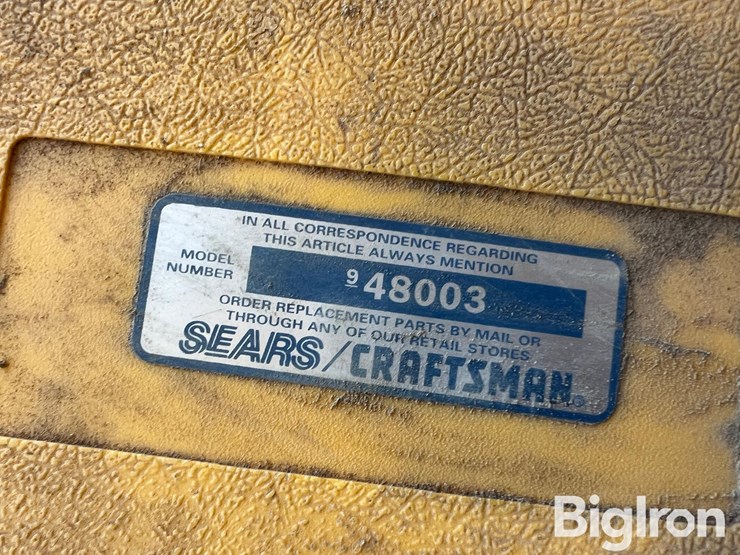 IN ALL CORRESPONDENCE REGARDING
THIS ARTICLE ALWAYS MENTION
MODEL
NUMBER
9 48003
ORDER REPLACEMENT PARTS BY MAIL OR
THROUGH ANY OF OUR RETAIL STORES
SEARS/CRAFTSMAN®
BigIron